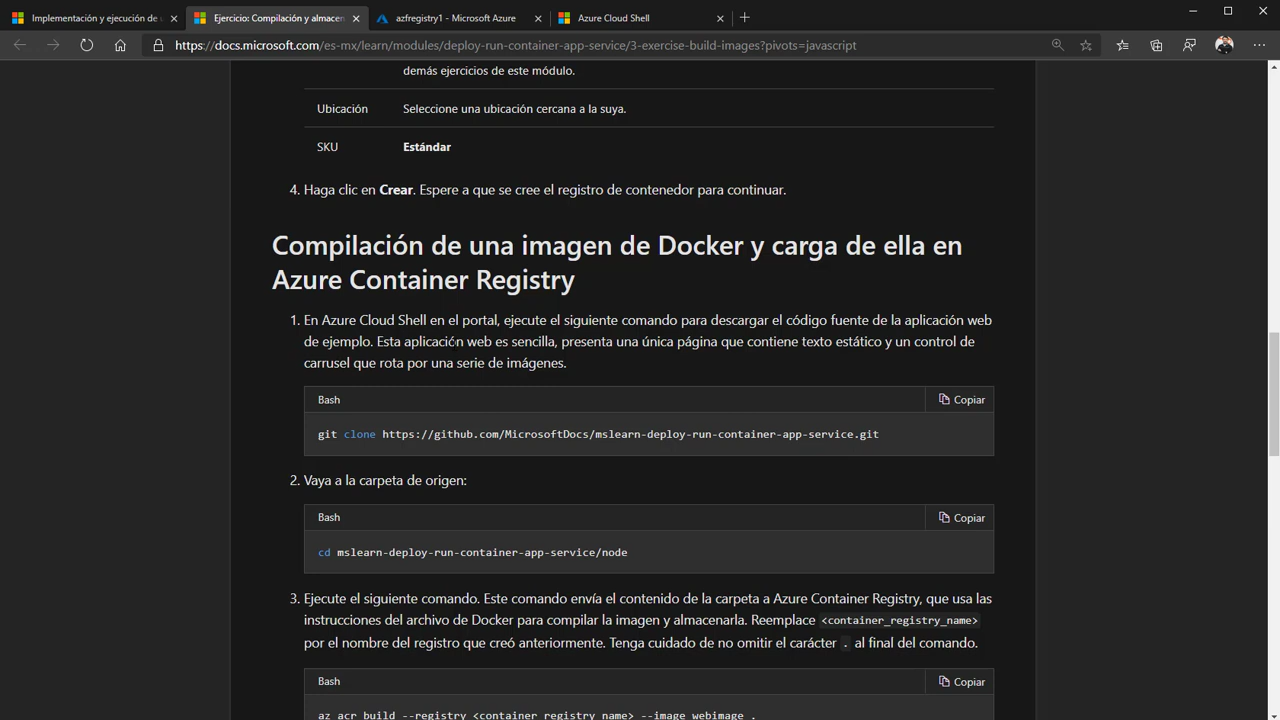 Implementación y ejecución de
Ejercicio: Compilación y almacen
azfregistry1 - Microsoft Azure
Azure Cloud Shell
https://docs.microsoft.com/es-mx/learn/modules/deploy-run-container-app-service/3-exercise-build-images?pivots=javascript
demás ejercicios de este módulo.
Ubicación Seleccione una ubicación cercana a la suya.
SKU Estándar
4. Haga clic en Crear. Espere a que se cree el registro de contenedor para continuar.
Compilación de una imagen de Docker y carga de ella en
Azure Container Registry
1. En Azure Cloud Shell en el portal, ejecute el siguiente comando para descargar el código fuente de la aplicación web
de ejemplo. Esta aplicación web es sencilla, presenta una única página que contiene texto estático y un control de
carrusel que rota por una serie de imágenes.
Bash Copiar
git clone https://github.com/MicrosoftDocs/mslearn-deploy-run-container-app-service.git
2. Vaya a la carpeta de origen:
Bash Copiar
cd mslearn-deploy-run-container-app-service/node
3. Ejecute el siguiente comando. Este comando envía el contenido de la carpeta a Azure Container Registry, que usa las
instrucciones del archivo de Docker para compilar la imagen y almacenarla. Reemplace <container_registry_name>
por el nombre del registro que creó anteriormente. Tenga cuidado de no omitir el carácter . al final del comando.
Bash Copiar
az acr build --registry <container_registry_name> --image webimage .